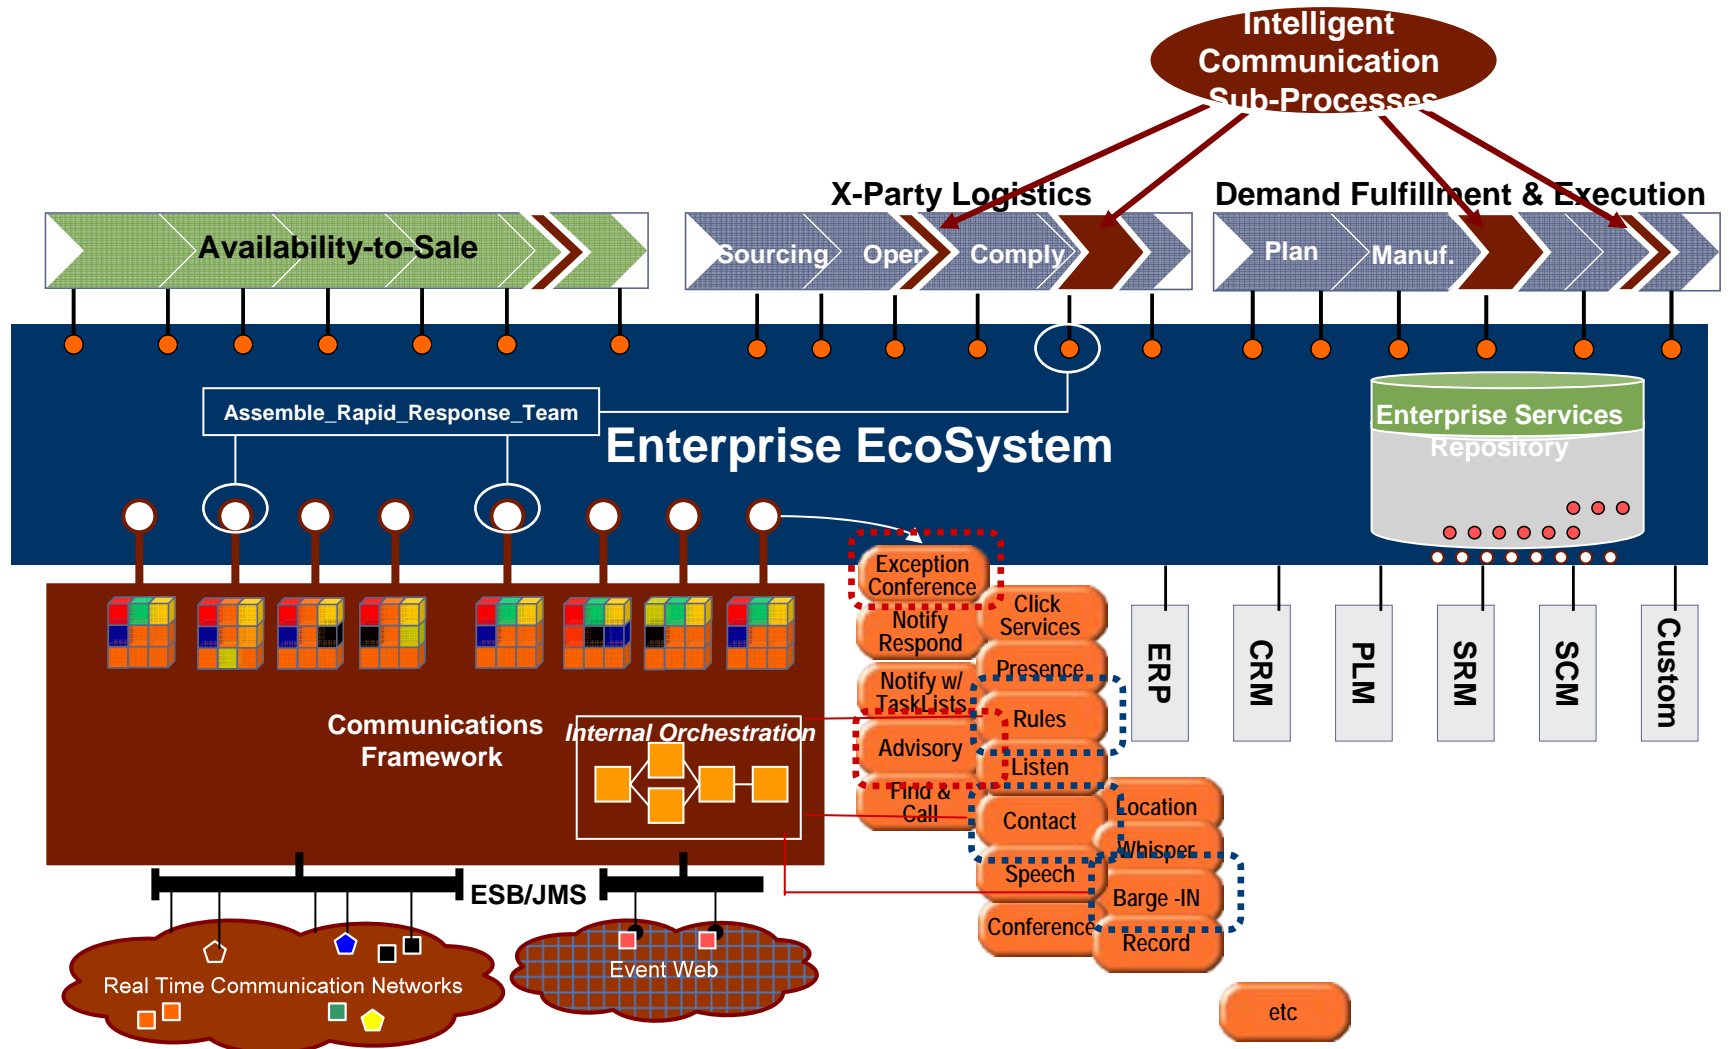 Intelligent
Communication
Sub-Processes
X-Party Logistics
Demand Fulfillment & Execution
Availability-to-Sale
Sourcing
Oper
Comply
Plan
Manuf.
Assemble_Rapid_Response_Team
Enterprise EcoSystem
Enterprise Services
Repository
Exception
Conference
Notify
Respond
Notify w/
TaskLists
Advisory
Find &
Call
Click
Services
Presence
Rules
Listen
Contact
Speech
Conference
Location
Whisper
Barge -IN
Record
etc
ERP
CRM
PLM
SRM
SCM
Custom
Communications
Framework
Internal Orchestration
ESB/JMS
Real Time Communication Networks
Event Web